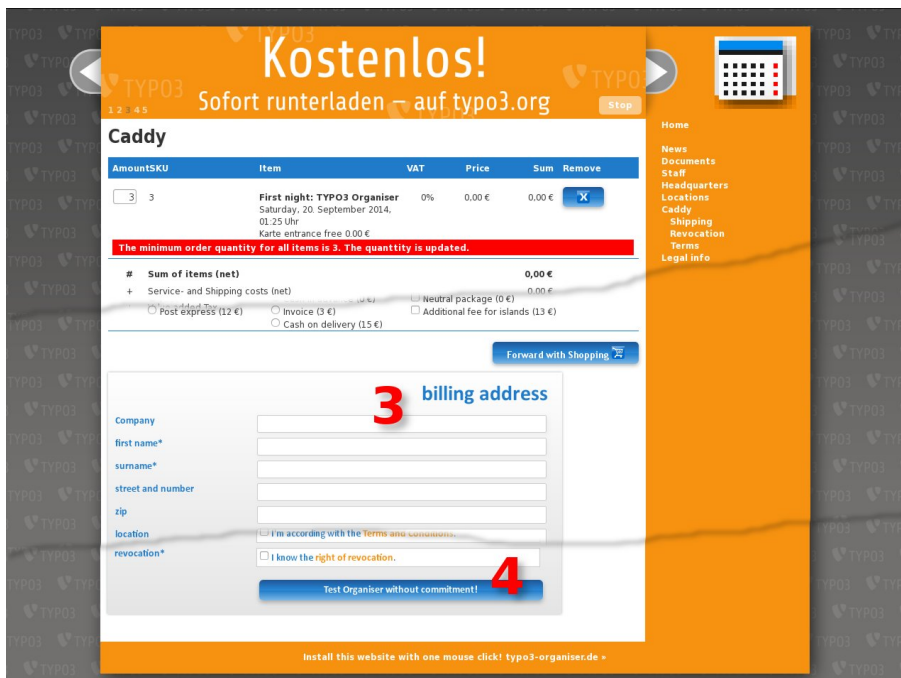 Kostenlos!
Sofort runterladen – auf typo3.org
1 2 3 4 5
Stop
Caddy
Amount SKU Item VAT Price Sum Remove
3 3 First night: TYPO3 Organiser 0% 0,00 € 0,00 € X
Saturday, 20. September 2014,
01:25 Uhr
Karte entrance free 0.00 €
The minimum order quantity for all items is 3. The quanttity is updated.
# Sum of items (net) 0,00 €
+ Service- and Shipping costs (net) 0,00 €
Neutral package (0 €)
Post express (12 €) Invoice (3 €) Additional fee for islands (13 €)
Cash on delivery (15 €)
Forward with Shopping
3
billing address
Company
first name*
surname*
street and number
zip
location I'm according with the Terms and Conditions.
revocation* I know the right of revocation.
4
Test Organiser without commitment!
Install this website with one mouse click! typo3-organiser.de »
Home
News
Documents
Staff
Headquarters
Locations
Caddy
Shipping
Revocation
Terms
Legal info
TYPO3